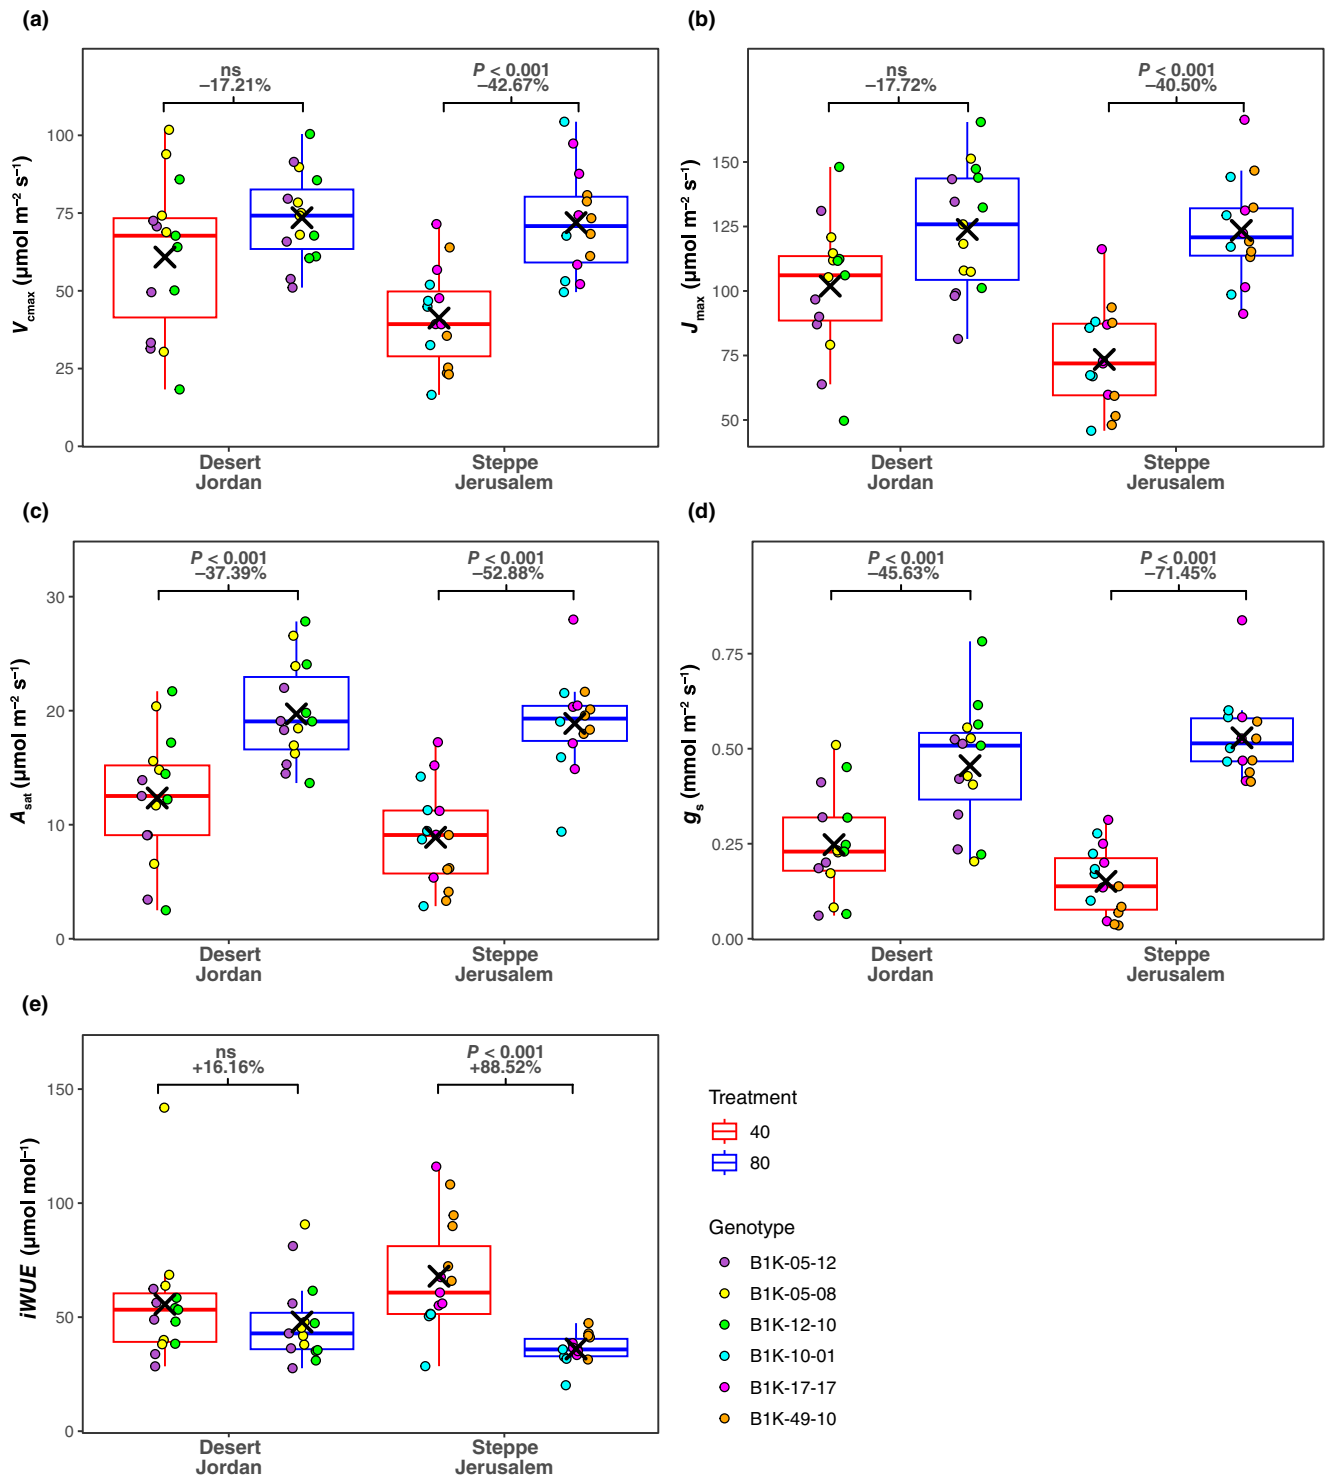 (a)
ns
−17.21%
P < 0.001
−42.67%
Vcmax (µmol m−2 s−1)
100
75
50
25
0
Desert
Jordan
Steppe
Jerusalem
(b)
ns
−17.72%
P < 0.001
−40.50%
Jmax (µmol m−2 s−1)
150
125
100
75
50
Desert
Jordan
Steppe
Jerusalem
(c)
P < 0.001
−37.39%
P < 0.001
−52.88%
Asat (µmol m−2 s−1)
30
20
10
0
Desert
Jordan
Steppe
Jerusalem
(d)
P < 0.001
−45.63%
P < 0.001
−71.45%
gs (mmol m−2 s−1)
0.75
0.50
0.25
0.00
Desert
Jordan
Steppe
Jerusalem
(e)
ns
+16.16%
P < 0.001
+88.52%
iWUE (µmol mol−1)
150
100
50
0
Desert
Jordan
Steppe
Jerusalem
Treatment
40
80
Genotype
B1K-05-12
B1K-05-08
B1K-12-10
B1K-10-01
B1K-17-17
B1K-49-10